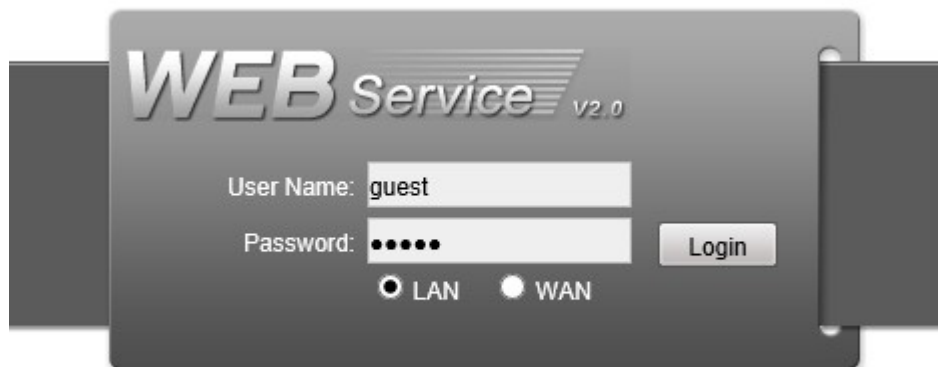 WEB Service V2.0
User Name: guest
Password: •••••
Login
LAN WAN